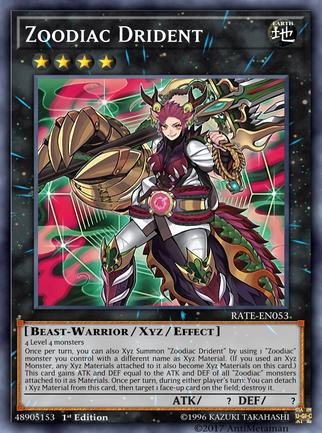 Zoodiac Drident
EARTH
地
RATE-EN053
[Beast-Warrior / Xyz / Effect]
4 Level 4 monsters
Once per turn, you can also Xyz Summon "Zoodiac Drident" by using 1 "Zoodiac"
monster you control with a different name as Xyz Material. (If you used an Xyz
Monster, any Xyz Materials attached to it also become Xyz Materials on this card.)
This card gains ATK and DEF equal to the ATK and DEF of all "Zoodiac" monsters
attached to it as Materials. Once per turn, during either player's turn: You can detach
1 Xyz Material from this card, then target 1 face-up card on the field; destroy it.
ATK/ ? DEF/ ?
48905153 1st Edition ©1996 KAZUKI TAKAHASHI
©2017 AntiMetaman